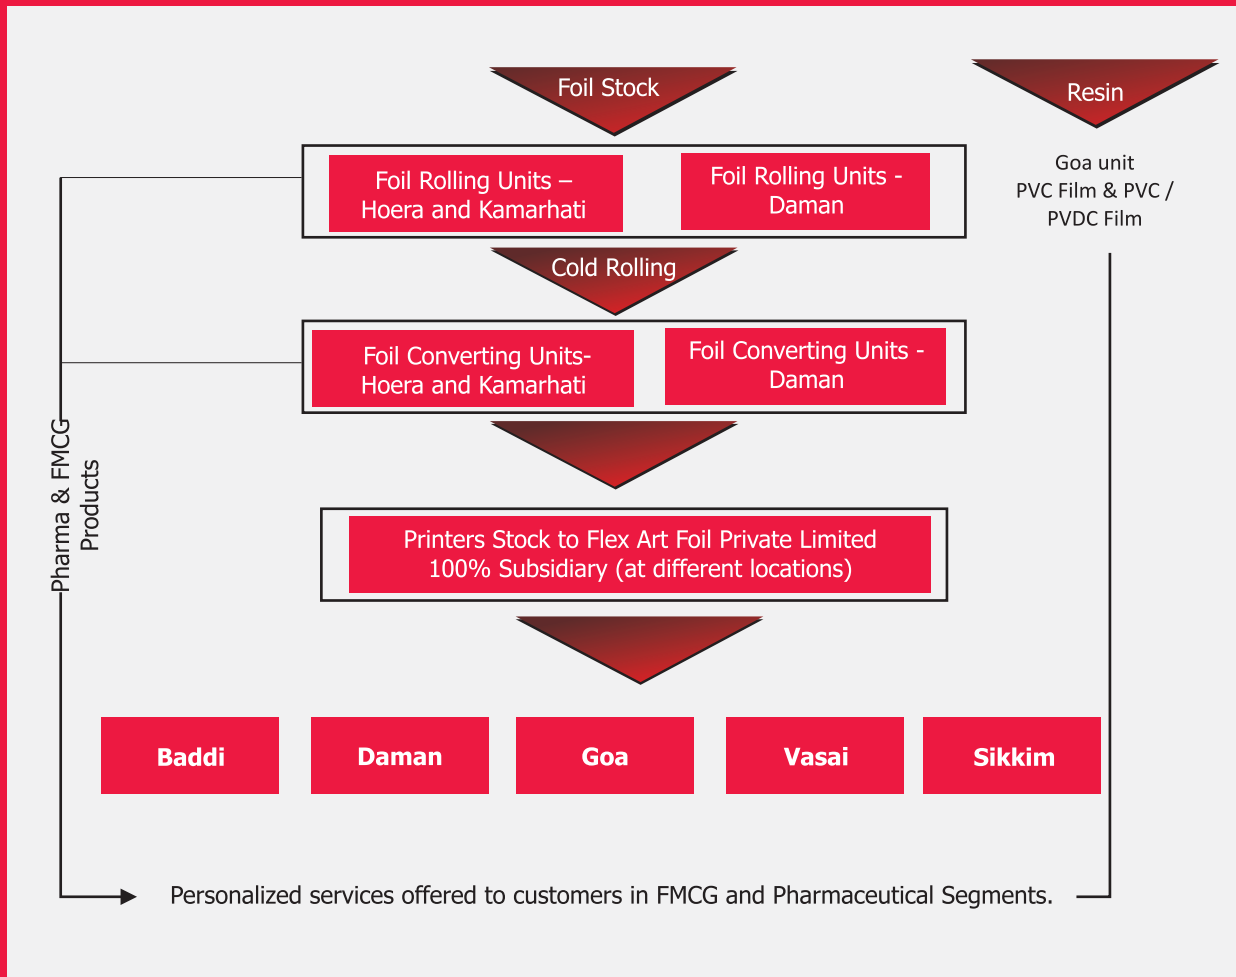 Foil Stock
Resin
Foil Rolling Units –
Hoera and Kamarhati
Foil Rolling Units -
Daman
Goa unit
PVC Film & PVC /
PVDC Film
Cold Rolling
Foil Converting Units-
Hoera and Kamarhati
Foil Converting Units -
Daman
Pharma & FMCG
Products
Printers Stock to Flex Art Foil Private Limited
100% Subsidiary (at different locations)
Baddi
Daman
Goa
Vasai
Sikkim
Personalized services offered to customers in FMCG and Pharmaceutical Segments.